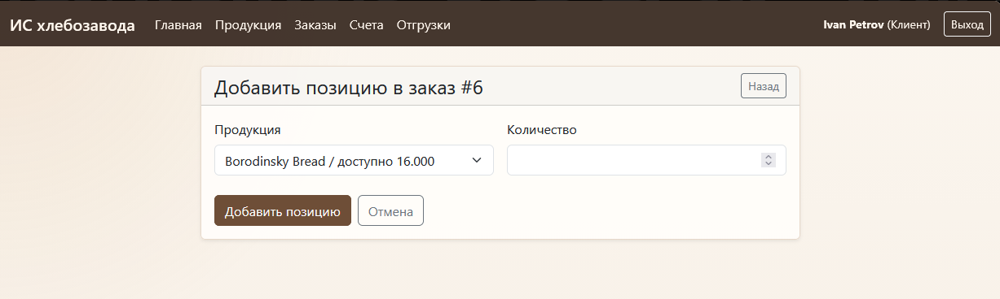 ИС хлебозавода Главная Продукция Заказы Счета Отгрузки Ivan Petrov (Клиент) Выход
Добавить позицию в заказ #6 Назад
Продукция Количество
Borodinsky Bread / доступно 16.000
Добавить позицию Отмена